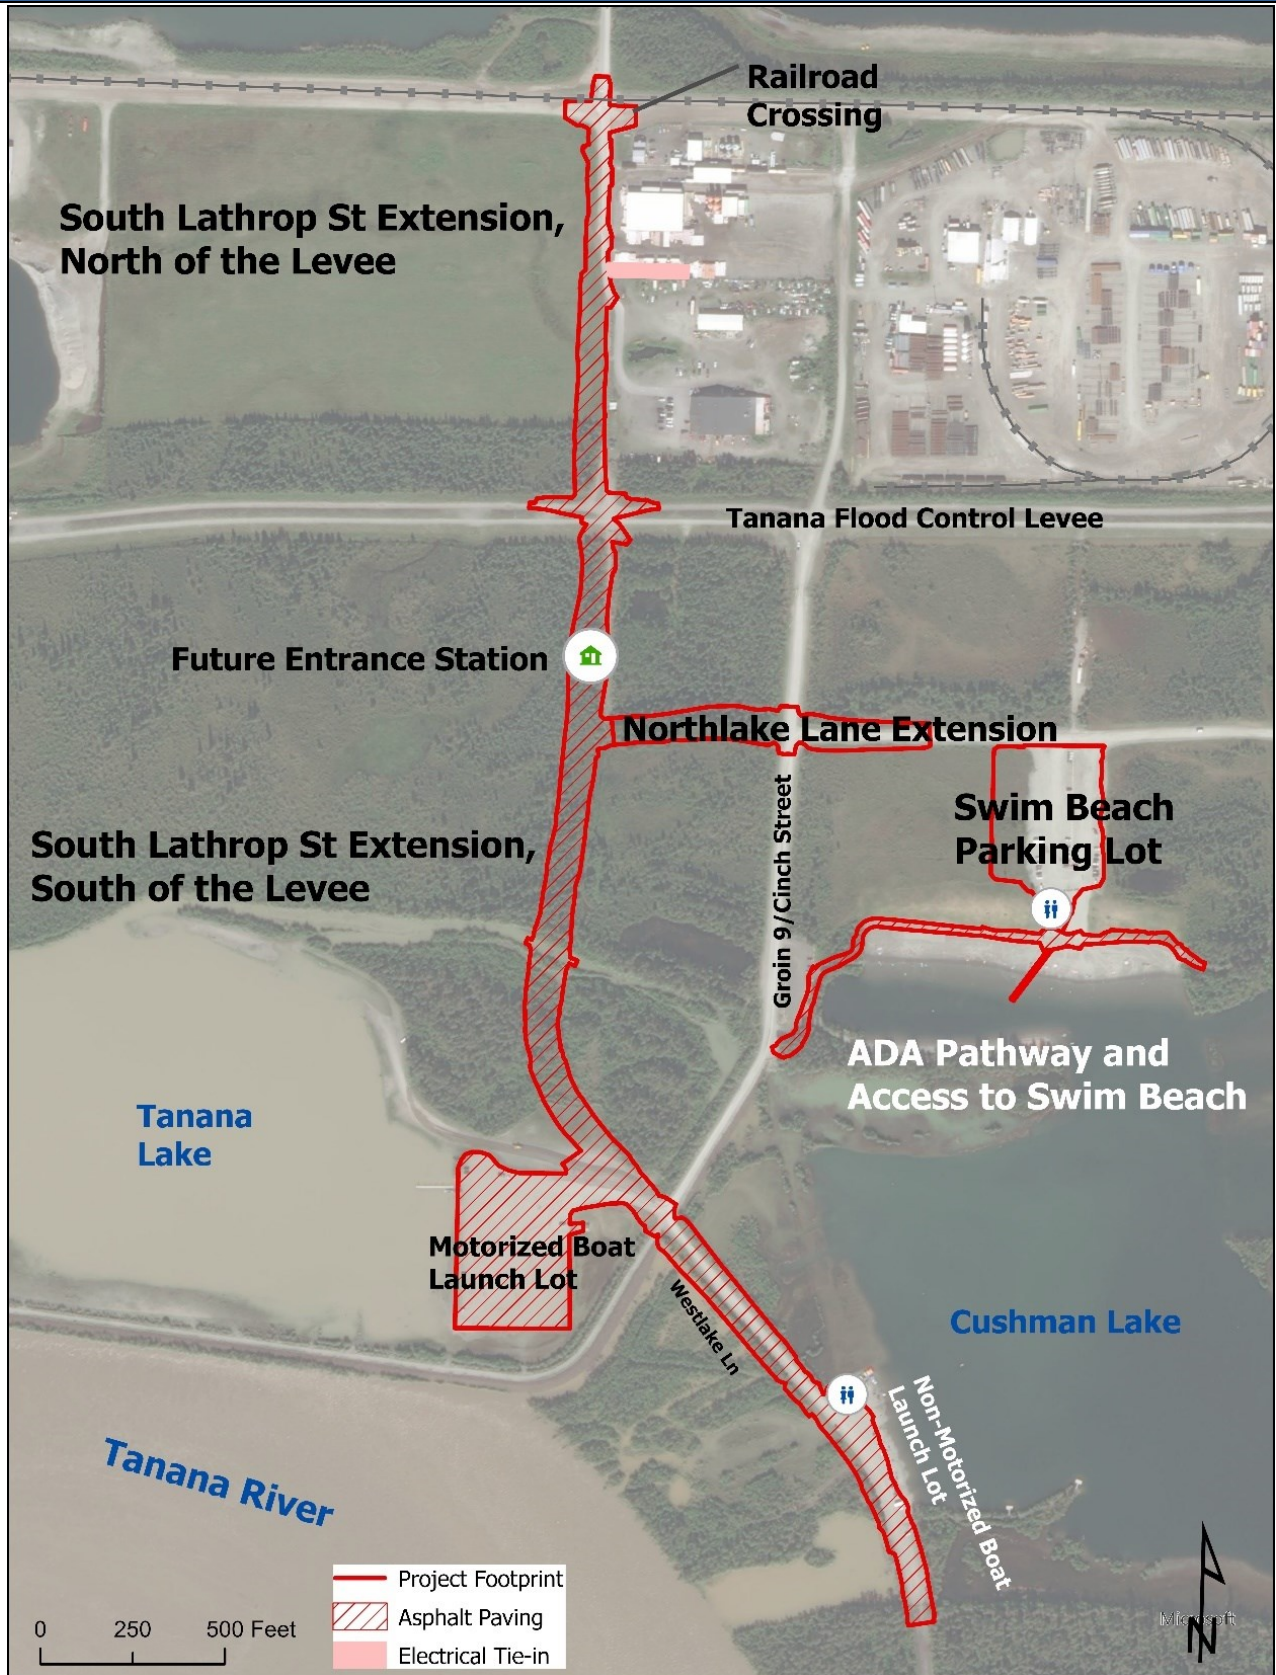 Railroad
Crossing
South Lathrop St Extension,
North of the Levee
Tanana Flood Control Levee
Future Entrance Station
Northlake Lane Extension
Swim Beach
Parking Lot
Groin 9/Cinch Street
South Lathrop St Extension,
South of the Levee
ADA Pathway and
Access to Swim Beach
Tanana
Lake
Motorized Boat
Launch Lot
Westlake Ln
Cushman Lake
Non-Motorized Boat
Launch Lot
Tanana River
Project Footprint
Asphalt Paving
Electrical Tie-in
0 250 500 Feet
Microsoft
N